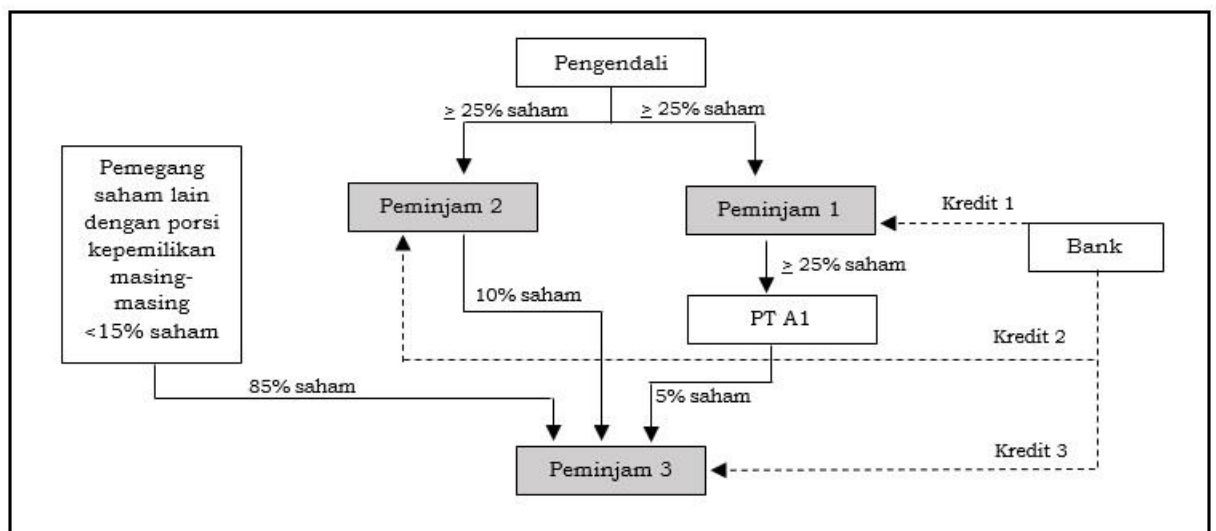 Pengendali
≥ 25% saham
≥ 25% saham
Pemegang
saham lain
dengan porsi
kepemilikan
masing-
masing
<15% saham
Peminjam 2
Peminjam 1
Kredit 1
Bank
≥ 25% saham
10% saham
PT A1
Kredit 2
85% saham
5% saham
Kredit 3
Peminjam 3